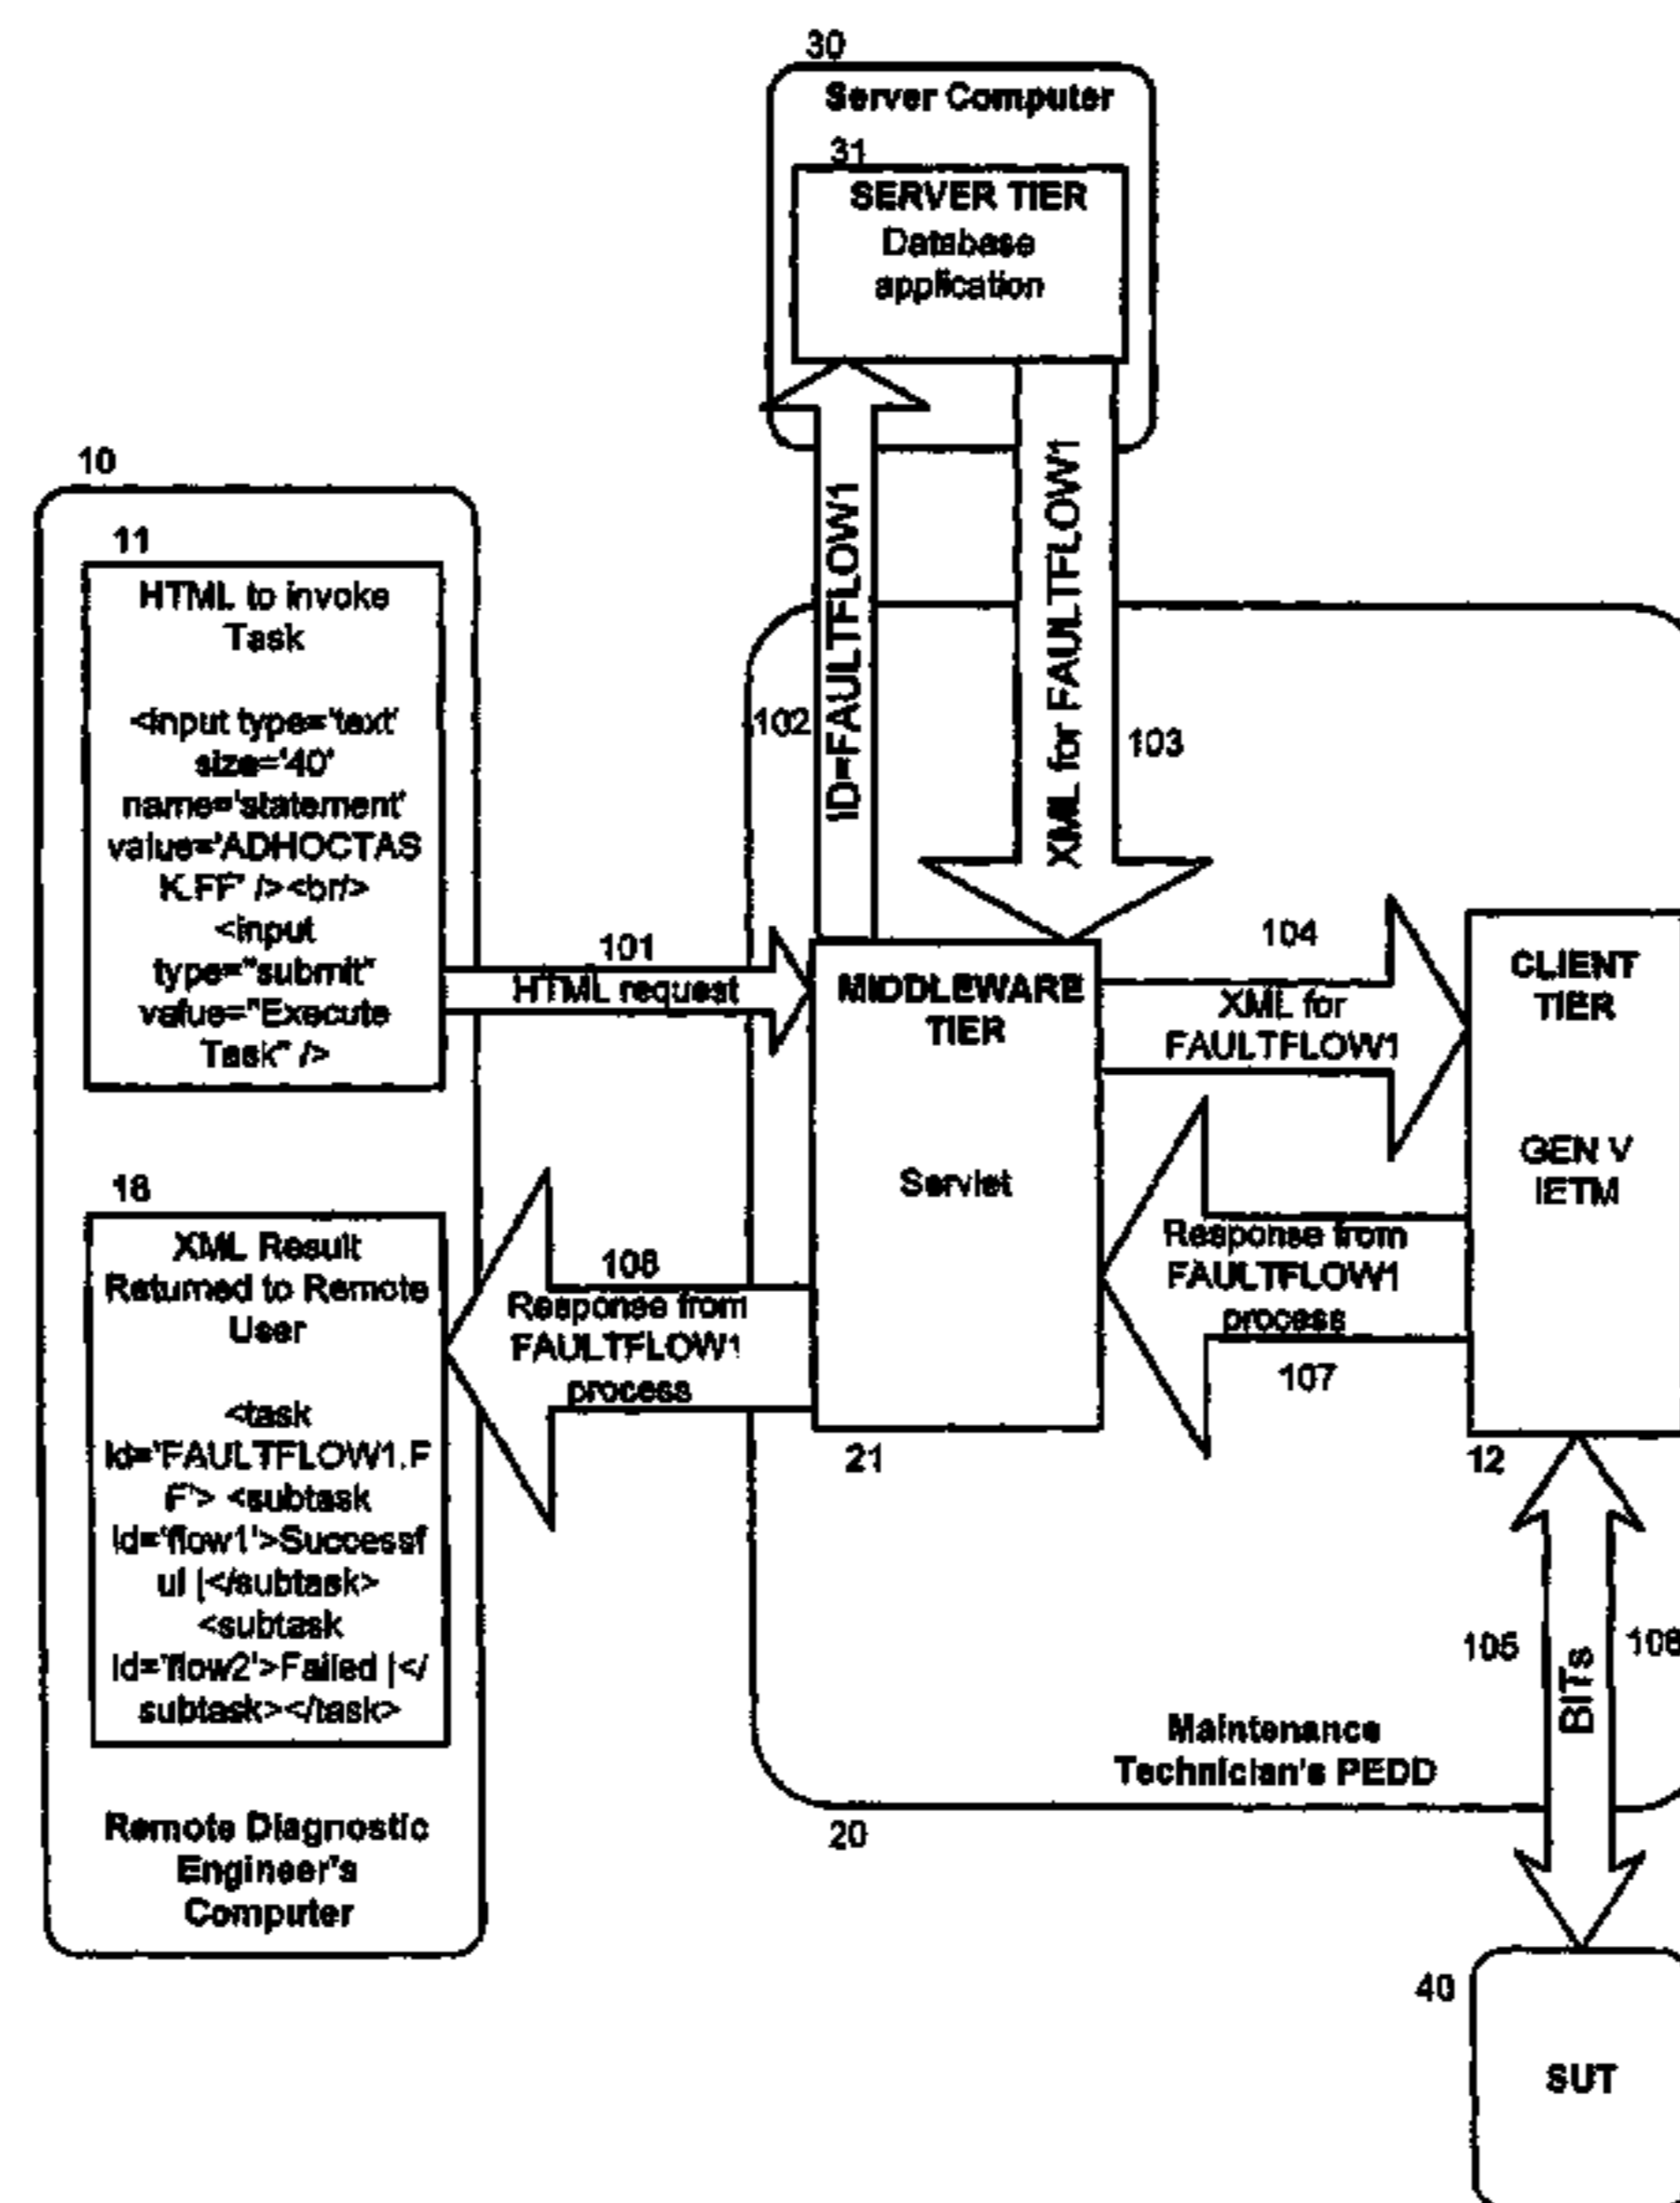 30
Server Computer
31
SERVER TIER
Database
application
10
11
HTML to invoke
Task
<input type='text'
size='40'
name='statement'
value='ADHOCTAS
K.FF' /><br/>
<input
type="submit"
value="Execute
Task" />
102
ID=FAULTFLOW1
XML for FAULTFLOW1
103
101
HTML request
MIDDLEWARE
TIER
Servlet
21
104
XML for
FAULTFLOW1
CLIENT
TIER
GEN V
IETM
12
Response from
FAULTFLOW1
process
107
108
Response from
FAULTFLOW1
process
18
XML Result
Returned to Remote
User
<task
id='FAULTFLOW1.F
F'> <subtask
id='flow1'>Successf
ul |</subtask>
<subtask
id='flow2'>Failed |</
subtask></task>
Remote Diagnostic
Engineer's
Computer
105
BITs
106
Maintenance
Technician's PEDD
20
40
SUT